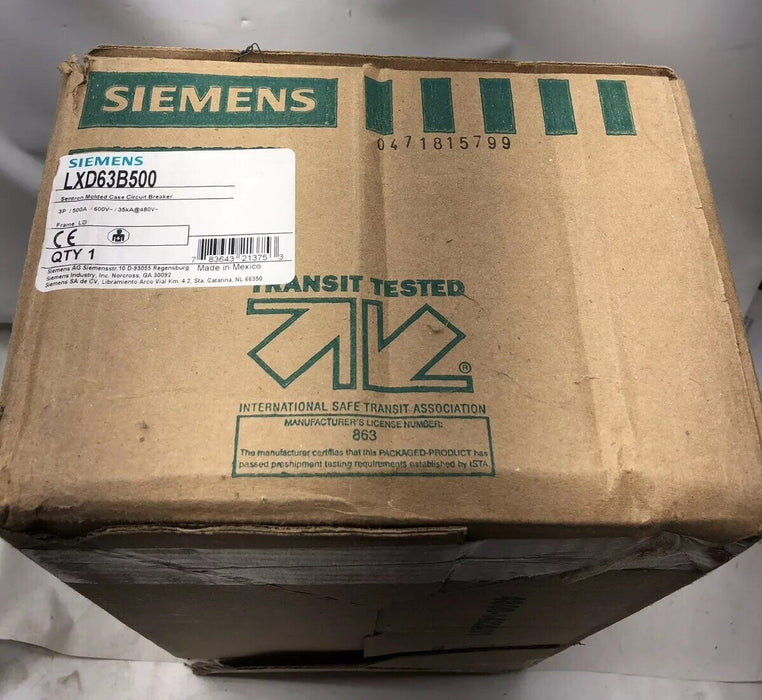 SIEMENS
0471815799
SIEMENS
LXD63B500
Sentron Molded Case Circuit Breaker
3P / 500A / 600V~ / 35kA@480V~
Frame: LD
CE
QTY 1
7 83643 21375 3
Made in Mexico
Siemens AG Siemensstr.10 D-93055 Regensburg
Siemens Industry, Inc. Norcross, GA 30092
Siemens SA de CV, Libramiento Arco Vial Km. 4.2, Sta. Catarina, NL 66350
TRANSIT TESTED
®
INTERNATIONAL SAFE TRANSIT ASSOCIATION
MANUFACTURER'S LICENSE NUMBER:
863
The manufacturer certifies that this PACKAGED-PRODUCT has
passed preshipment testing requirements established by ISTA